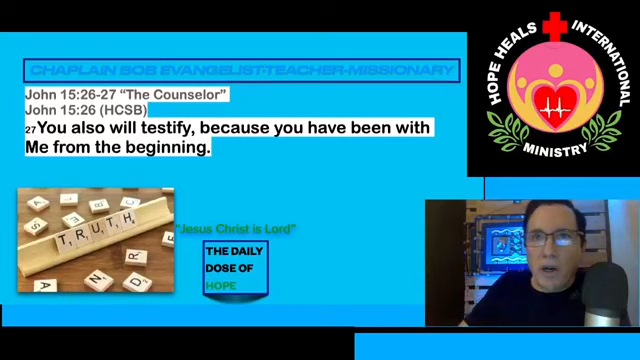 CHAPLAIN BOB EVANGELIST-TEACHER-MISSIONARY
John 15:26-27 “The Counselor”
John 15:26 (HCSB)
27You also will testify, because you have been with
Me from the beginning.
TRUTH
"Jesus Christ is Lord"
THE DAILY
DOSE OF
HOPE
HOPE HEALS INTERNATIONAL
MINISTRY